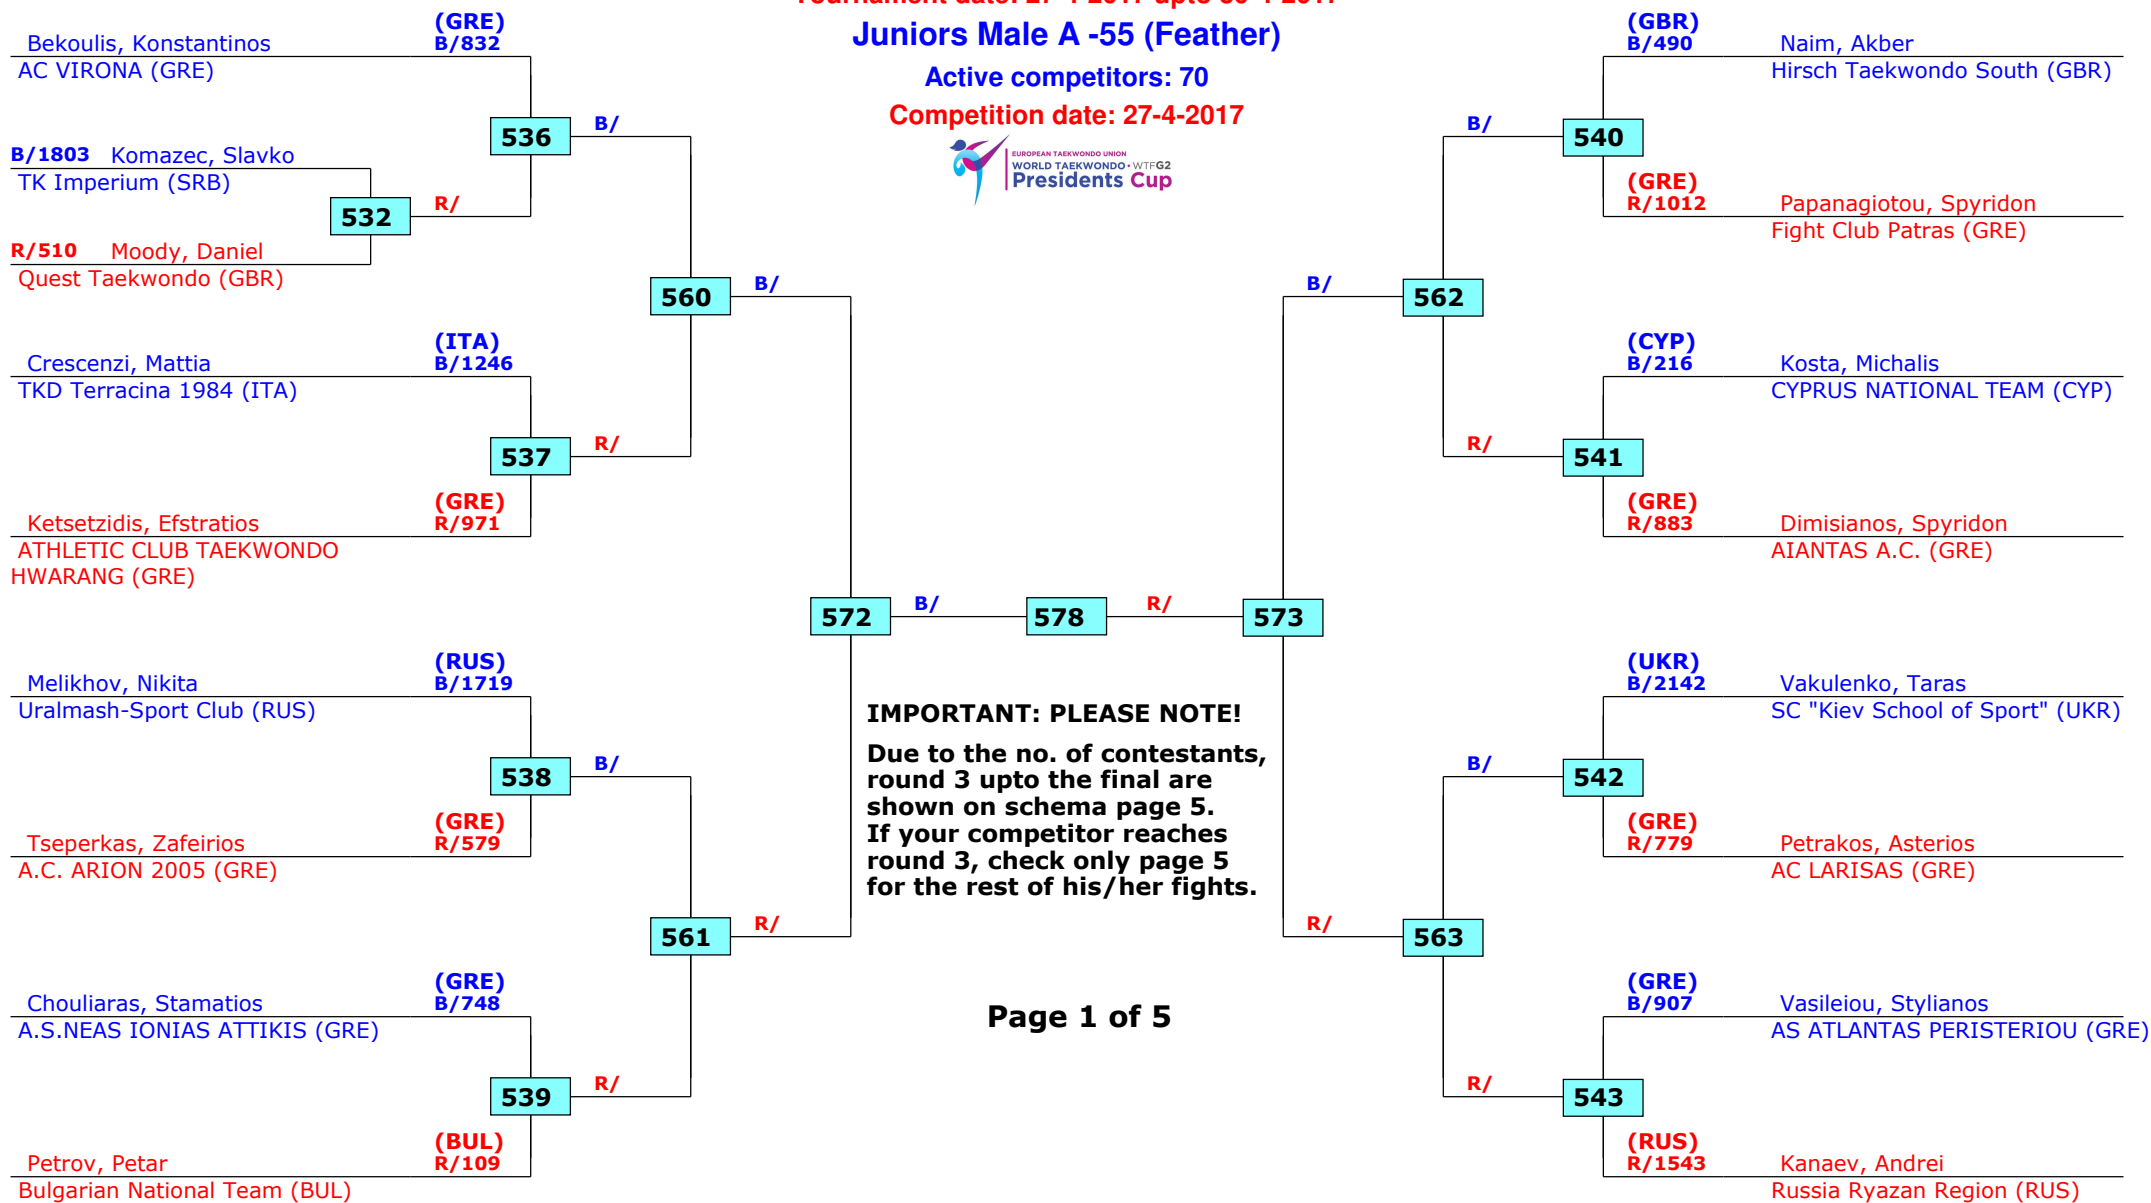 Juniors Male A -55 (Feather)
Active competitors: 70
Competition date: 27-4-2017
EUROPEAN TAEKWONDO UNION
WORLD TAEKWONDO • WTFG2
Presidents Cup
(GRE)
Bekoulis, Konstantinos B/832
AC VIRONA (GRE)
536
B/
B/1803 Komazec, Slavko
TK Imperium (SRB)
532
R/
R/510 Moody, Daniel
Quest Taekwondo (GBR)
560
B/
(ITA)
Crescenzi, Mattia B/1246
TKD Terracina 1984 (ITA)
537
R/
(GRE)
Ketsetzidis, Efstratios R/971
ATHLETIC CLUB TAEKWONDO
HWARANG (GRE)
572
B/
578
R/
573
(RUS)
Melikhov, Nikita B/1719
Uralmash-Sport Club (RUS)
538
B/
(GRE)
Tseperkas, Zafeirios R/579
A.C. ARION 2005 (GRE)
561
R/
(GRE)
Chouliaras, Stamatios B/748
A.S.NEAS IONIAS ATTIKIS (GRE)
539
R/
(BUL)
Petrov, Petar R/109
Bulgarian National Team (BUL)
IMPORTANT: PLEASE NOTE!
Due to the no. of contestants,
round 3 upto the final are
shown on schema page 5.
If your competitor reaches
round 3, check only page 5
for the rest of his/her fights.
Page 1 of 5
(GBR)
B/490 Naim, Akber
Hirsch Taekwondo South (GBR)
B/
540
(GRE)
R/1012 Papanagiotou, Spyridon
Fight Club Patras (GRE)
B/
562
(CYP)
B/216 Kosta, Michalis
CYPRUS NATIONAL TEAM (CYP)
R/
541
(GRE)
R/883 Dimisianos, Spyridon
AIANTAS A.C. (GRE)
(UKR)
B/2142 Vakulenko, Taras
SC "Kiev School of Sport" (UKR)
B/
542
(GRE)
R/779 Petrakos, Asterios
AC LARISAS (GRE)
R/
563
(GRE)
B/907 Vasileiou, Stylianos
AS ATLANTAS PERISTERIOU (GRE)
R/
543
(RUS)
R/1543 Kanaev, Andrei
Russia Ryazan Region (RUS)